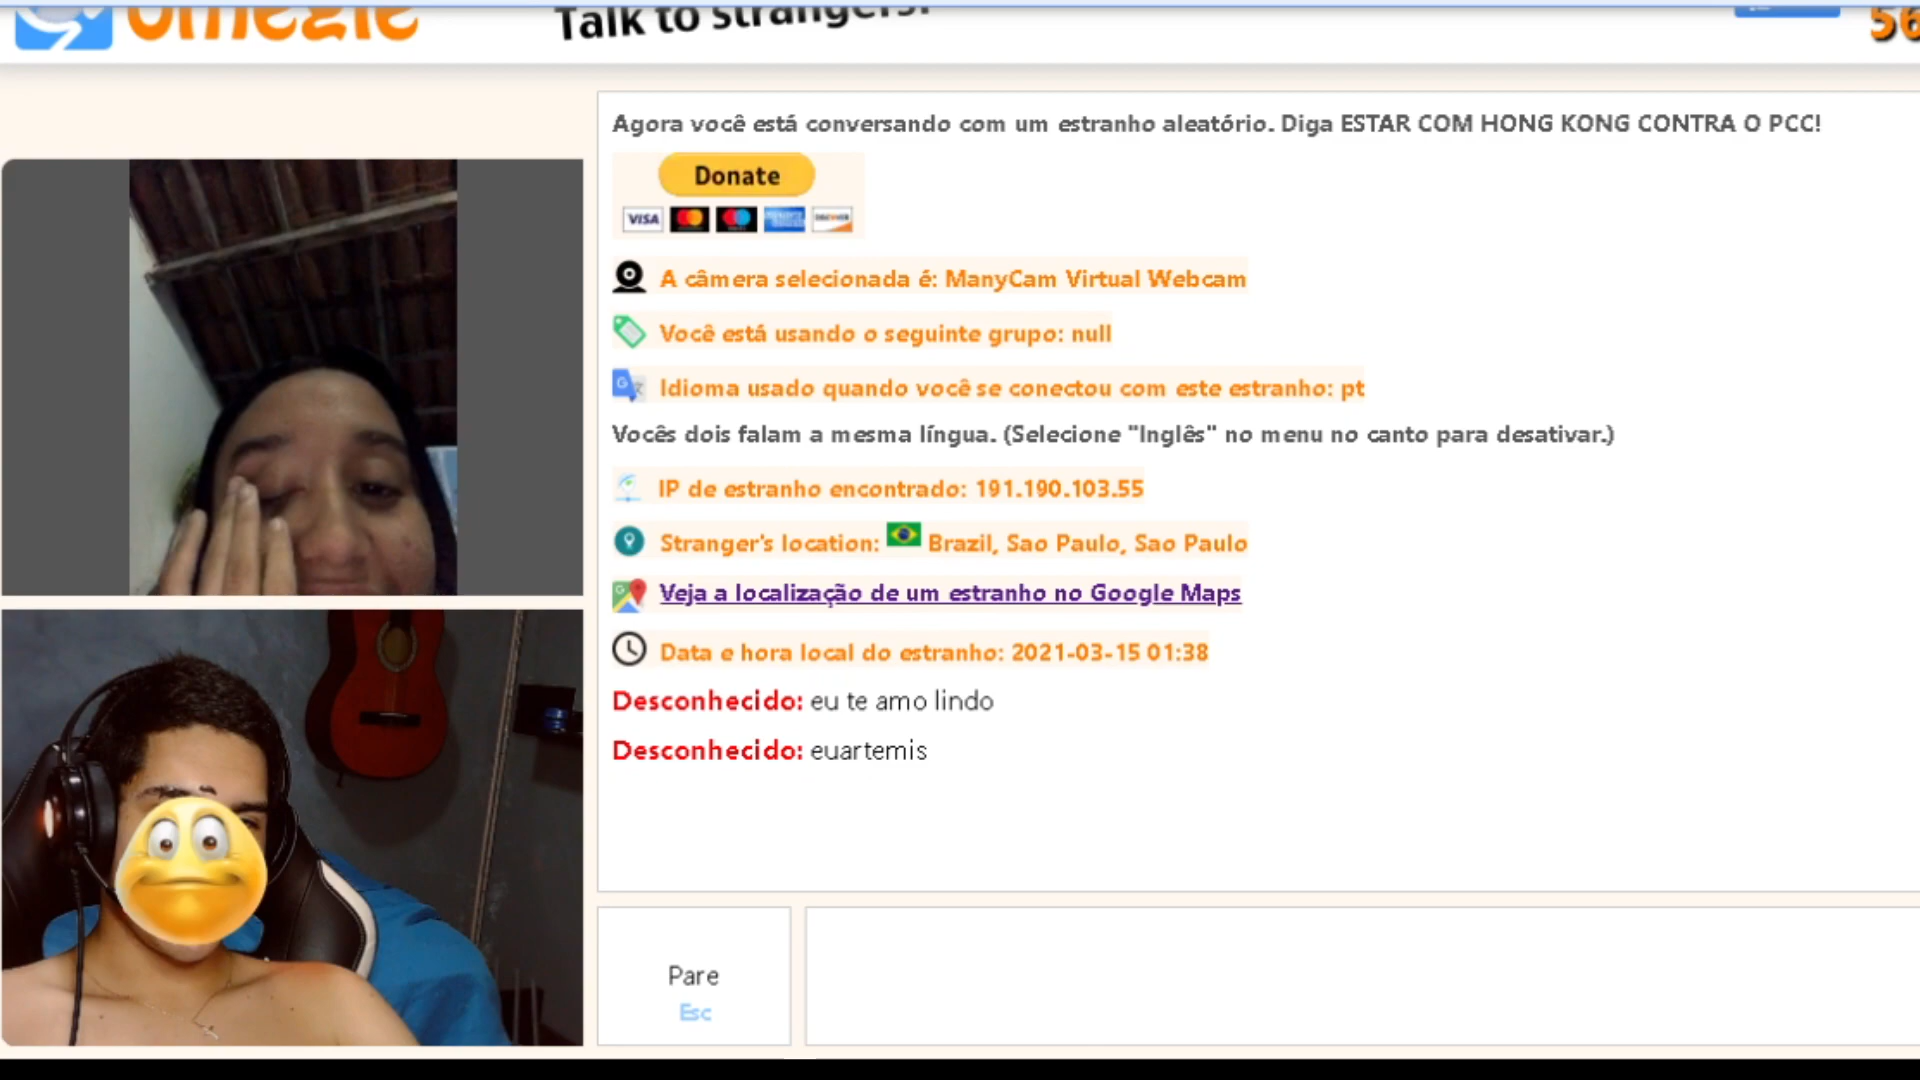 omegle
Talk to strangers!
56
Agora você está conversando com um estranho aleatório. Diga ESTAR COM HONG KONG CONTRA O PCC!
Donate
VISA
DISCOVER
A câmera selecionada é: ManyCam Virtual Webcam
Você está usando o seguinte grupo: null
Idioma usado quando você se conectou com este estranho: pt
Vocês dois falam a mesma língua. (Selecione "Inglês" no menu no canto para desativar.)
IP de estranho encontrado: 191.190.103.55
Stranger's location: Brazil, Sao Paulo, Sao Paulo
Veja a localização de um estranho no Google Maps
Data e hora local do estranho: 2021-03-15 01:38
Desconhecido: eu te amo lindo
Desconhecido: euartemis
Pare
Esc